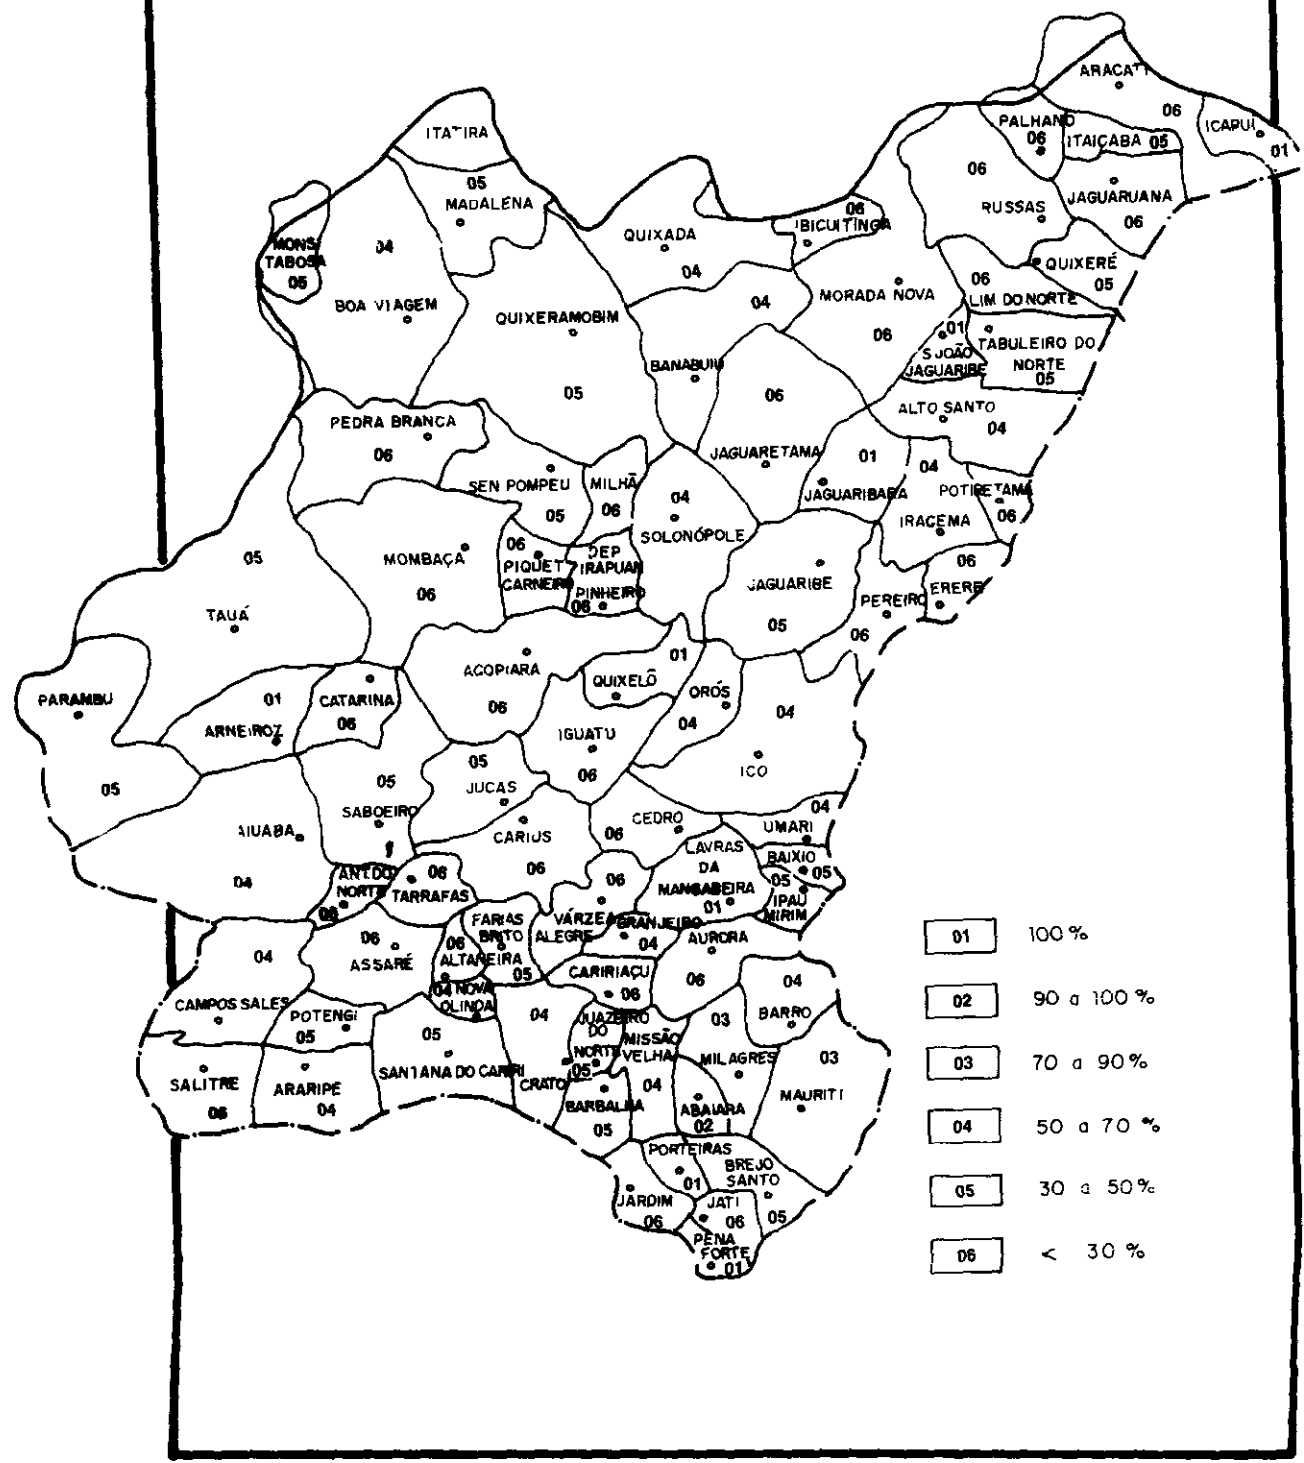 ARACATI
06
ITATIRA
PALHANO
06
ITAIÇABA 05
ICAPUI
01
05
MADALENA
06
JAGUARUANA
06
RUSSAS
06
IBICUITINGA
QUIXADA
04
MONS
TABOSA
05
04
BOA VIAGEM
QUIXERÉ
05
06
LIM DO NORTE
04
MORADA NOVA
06
QUIXERAMOBIM
05
01
S JOÃO
JAGUARIBE
TABULEIRO DO
NORTE
05
BANABUIU
06
ALTO SANTO
04
PEDRA BRANCA
06
JAGUARETAMA
01
JAGUARIBARA
04
IRACEMA
POTIRETAMA
06
SEN POMPEU
05
MILHÃ
06
04
SOLONÓPOLE
05
TAUÁ
MOMBAÇA
06
06
PIQUET
CARNEIRO
DEP
IRAPUAN
PINHEIRO
06
JAGUARIBE
05
06
ERERE
PEREIRO
06
PARAMBU
05
01
ARNEIROZ
CATARINA
06
ACOPIARA
06
01
QUIXELÔ
ORÓS
04
04
ICO
IGUATU
06
05
JUCAS
05
SABOEIRO
AIUABA
04
CARIUS
06
CEDRO
06
04
UMARI
LAVRAS
DA
MANGABEIRA
01
BAIXIO
05
05
IPAU
MIRIM
ANT.DO
NORTE
06
06
TARRAFAS
06
VÁRZEA
ALEGRE
GRANJEIRO
04
FARIAS
BRITO
05
06
ALTANEIRA
06
ASSARÉ
AURORA
06
01 100 %
04
CAMPOS SALES
04 NOVA
OLINDA
CARIRIAÇU
06
04
BARRO
02 90 a 100 %
POTENGI
05
05
SANTANA DO CARIRI
04
CRATO
JUAZEIRO
DO
NORTE
05
MISSÃO
VELHA
04
03
MILAGRES
03
MAURITI
03 70 a 90 %
SALITRE
06
ARARIPE
04
BARBALHA
05
ABAIARA
02
04 50 a 70 %
PORTEIRAS
01
BREJO
SANTO
05
05 30 a 50 %
JARDIM
06
JATI
06
PENA
FORTE
01
06 < 30 %